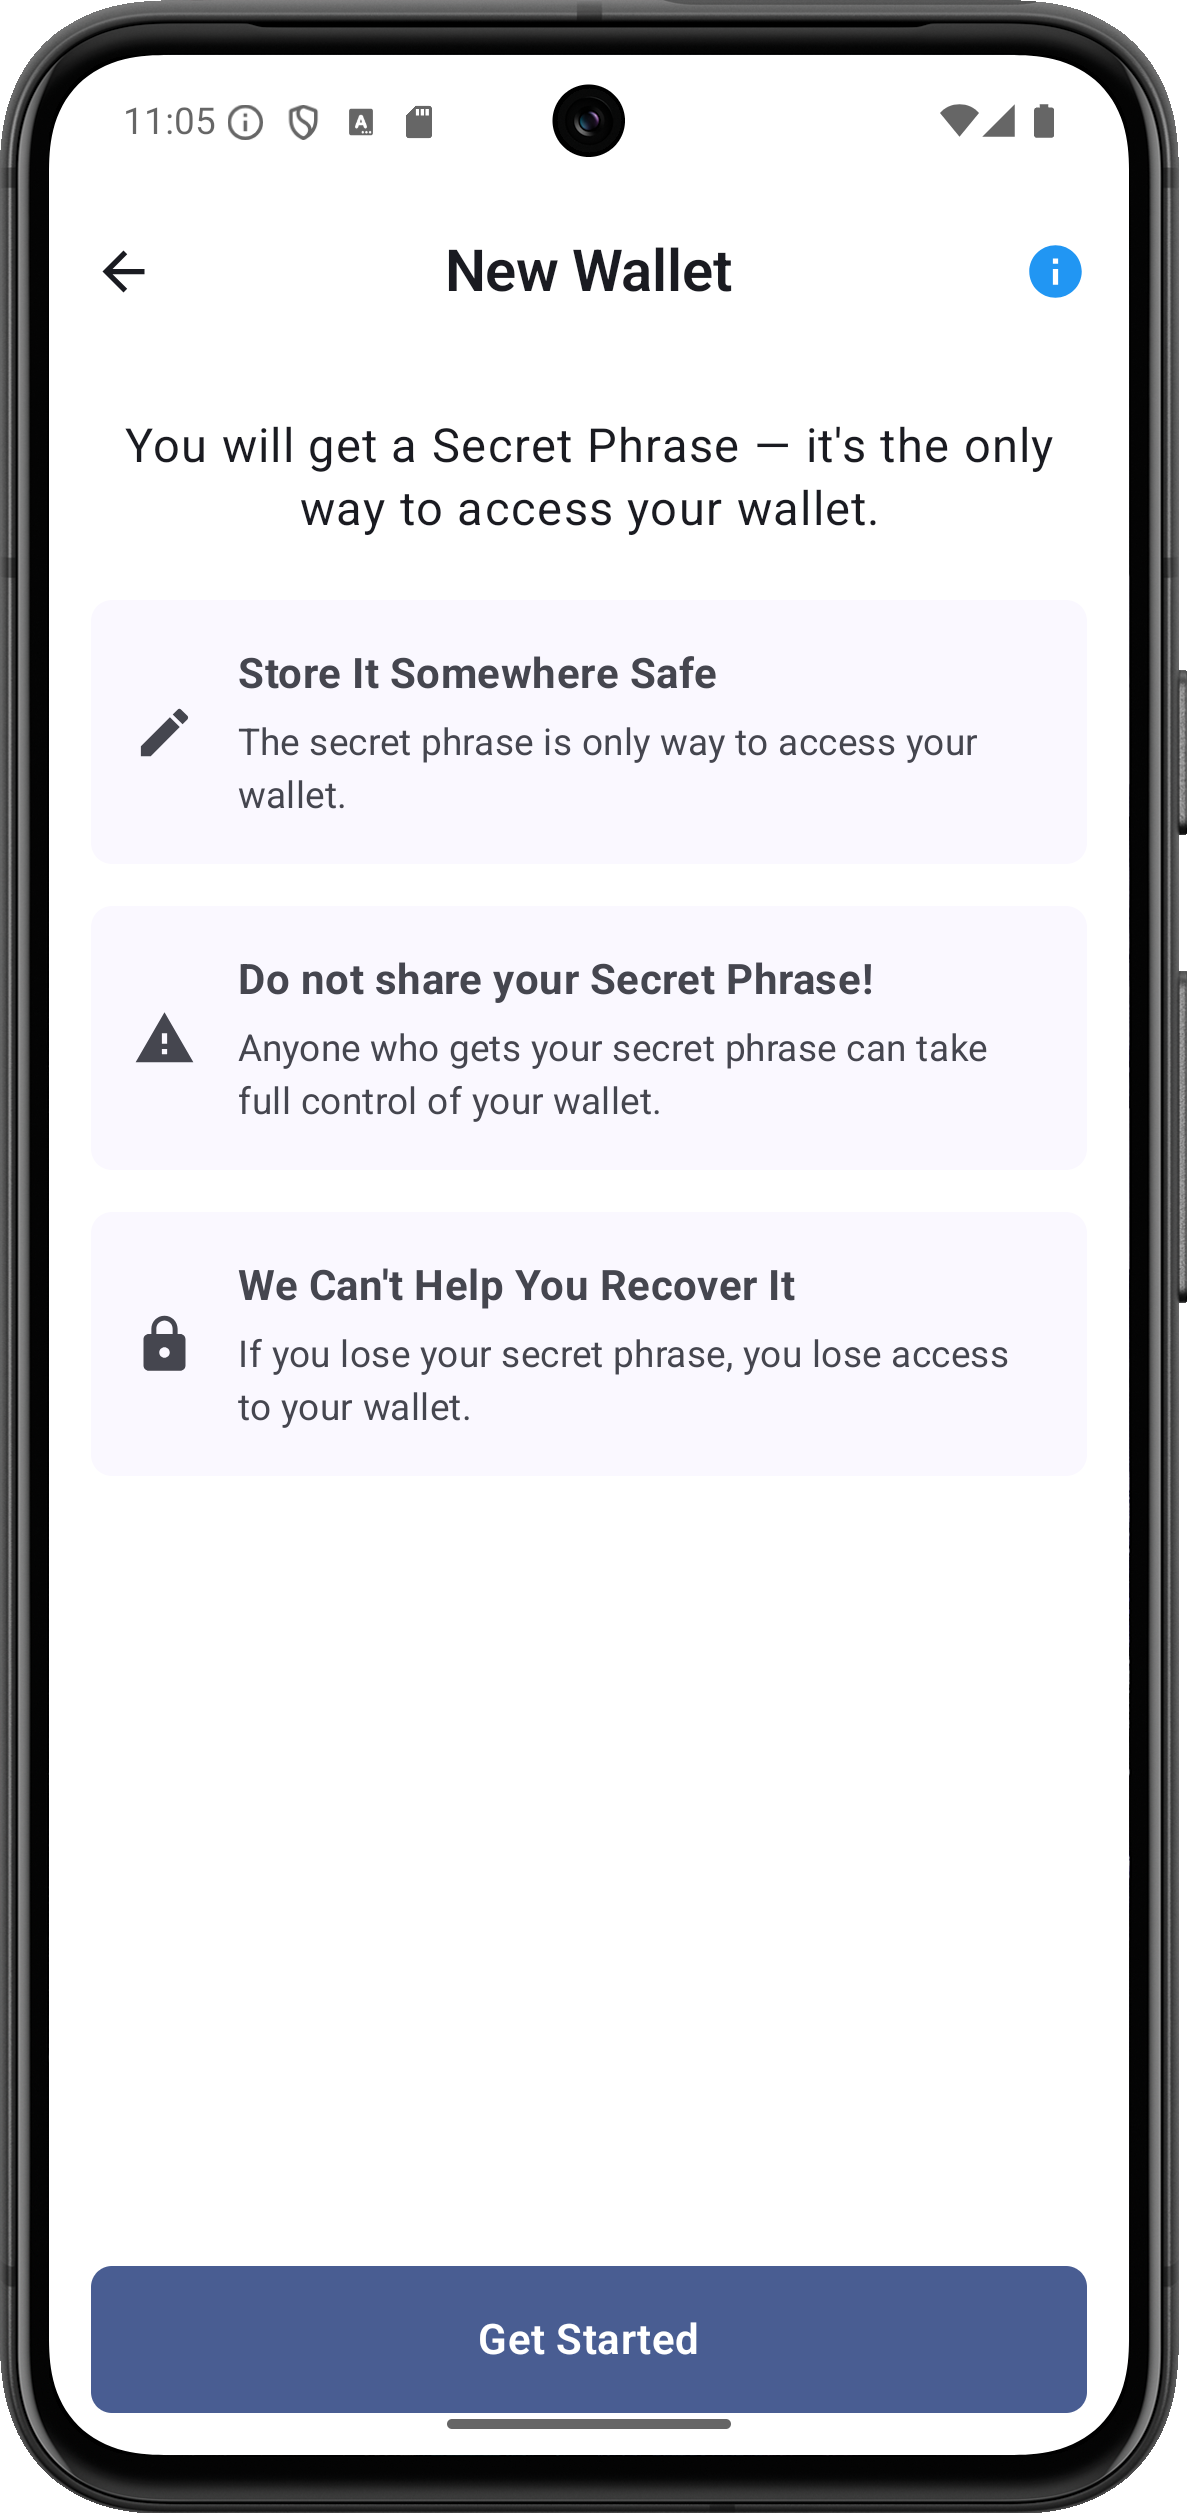 11:05
New Wallet
You will get a Secret Phrase — it's the only
way to access your wallet.
Store It Somewhere Safe
The secret phrase is only way to access your
wallet.
Do not share your Secret Phrase!
Anyone who gets your secret phrase can take
full control of your wallet.
We Can't Help You Recover It
If you lose your secret phrase, you lose access
to your wallet.
Get Started